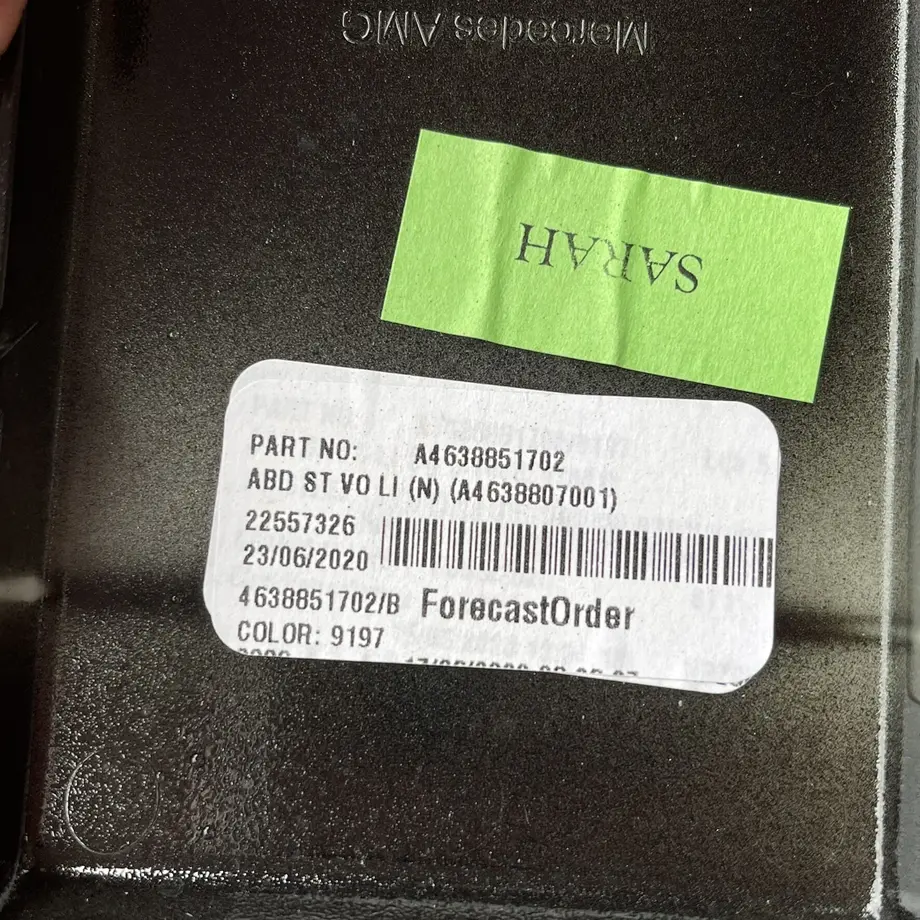 Mercedes AMG
SARAH
PART NO: A4638851702
ABD ST VO LI (N) (A4638807001)
22557326
23/06/2020
4638851702/B ForecastOrder
COLOR: 9197